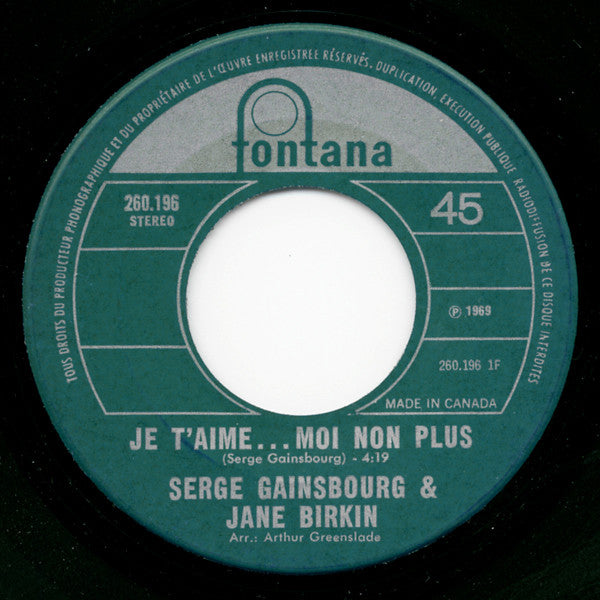 TOUS DROITS DU PRODUCTEUR PHONOGRAPHIQUE ET DU PROPRIÉTAIRE DE L'ŒUVRE ENREGISTREE RÉSERVÉS. DUPLICATION, EXECUTION PUBLIQUE RADIODIFFUSION DE CE DISQUE INTERDITES
fontana
260.196
STEREO
45
℗ 1969
260.196 1F
MADE IN CANADA
JE T'AIME...MOI NON PLUS
(Serge Gainsbourg) - 4:19
SERGE GAINSBOURG &
JANE BIRKIN
Arr.: Arthur Greenslade